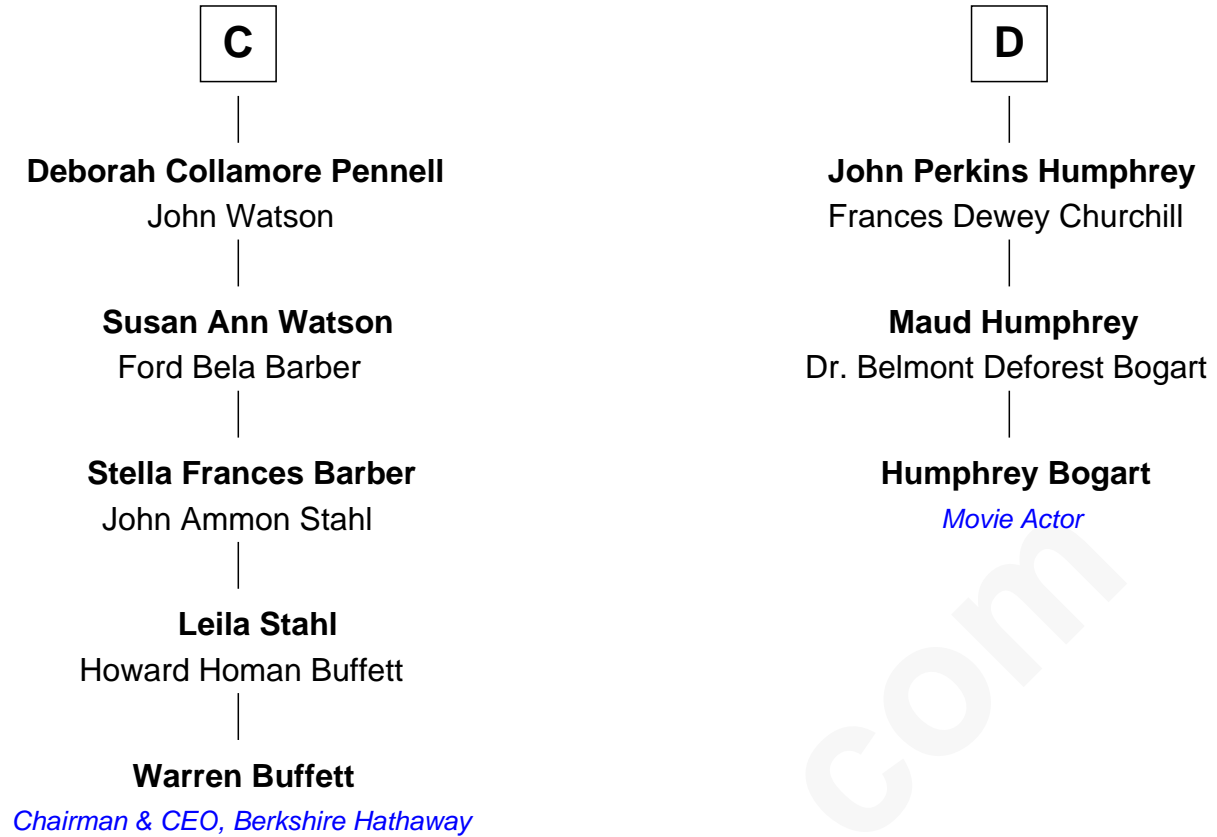 C
Deborah Collamore Pennell
John Watson
Susan Ann Watson
Ford Bela Barber
Stella Frances Barber
John Ammon Stahl
Leila Stahl
Howard Homan Buffett
Warren Buffett
Chairman & CEO, Berkshire Hathaway
D
John Perkins Humphrey
Frances Dewey Churchill
Maud Humphrey
Dr. Belmont Deforest Bogart
Humphrey Bogart
Movie Actor
com